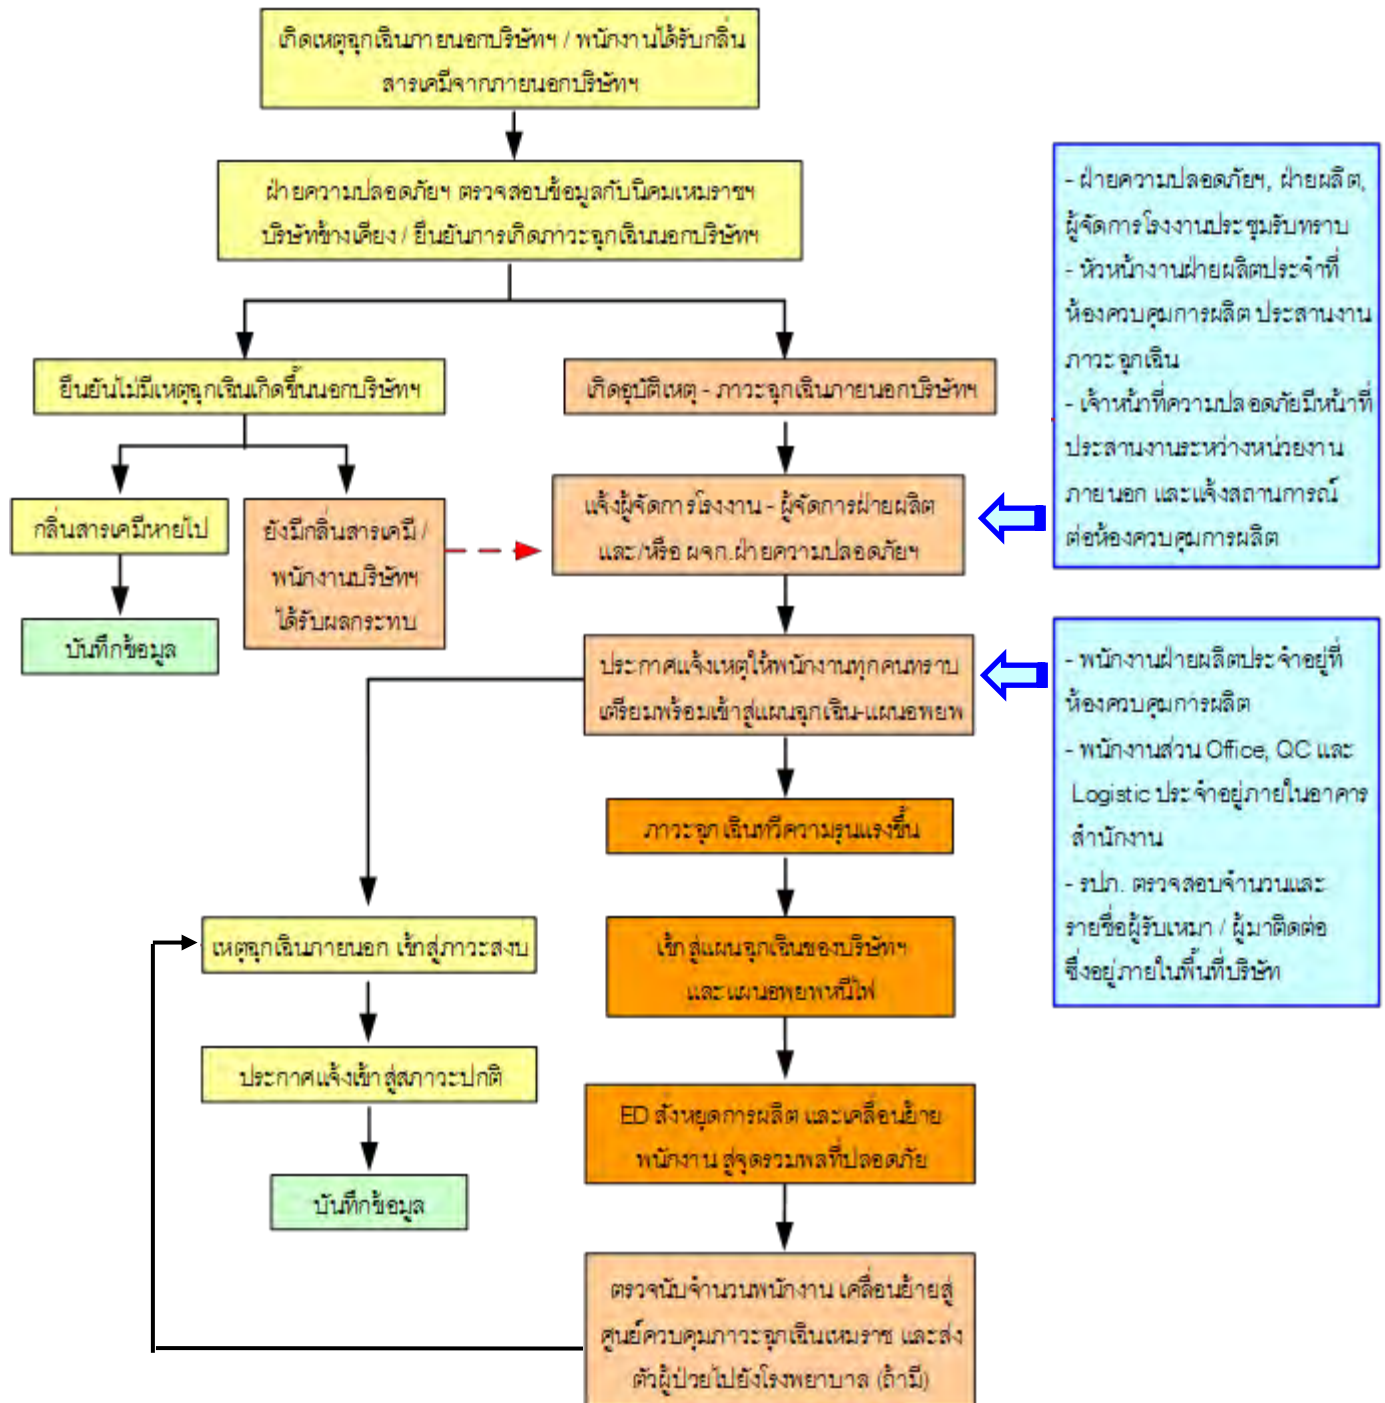 เกิดเหตุฉุกเฉินภายนอกบริษัทฯ / พนักงานได้รับกลิ่น
สารเคมีจากภายนอกบริษัทฯ
ฝ่ายความปลอดภัยฯ ตรวจสอบข้อมูลกับนิคมเหมราชฯ
บริษัทข้างเคียง / ยืนยันการเกิดภาวะฉุกเฉินนอกบริษัทฯ
ยืนยันไม่มีเหตุฉุกเฉินเกิดขึ้นนอกบริษัทฯ
เกิดอุบัติเหตุ - ภาวะฉุกเฉินภายนอกบริษัทฯ
กลิ่นสารเคมีหายไป
ยังมีกลิ่นสารเคมี /
พนักงานบริษัทฯ
ได้รับผลกระทบ
บันทึกข้อมูล
แจ้งผู้จัดการโรงงาน - ผู้จัดการฝ่ายผลิต
และ/หรือ ผจก.ฝ่ายความปลอดภัยฯ
- ฝ่ายความปลอดภัยฯ, ฝ่ายผลิต,
ผู้จัดการโรงงานประชุมรับทราบ
- หัวหน้างานฝ่ายผลิตประจำที่
ห้องควบคุมการผลิต ประสานงาน
ภาวะฉุกเฉิน
- เจ้าหน้าที่ความปลอดภัยมีหน้าที่
ประสานงานระหว่างหน่วยงาน
ภายนอก และแจ้งสถานการณ์
ต่อห้องควบคุมการผลิต
ประกาศแจ้งเหตุให้พนักงานทุกคนทราบ
เตรียมพร้อมเข้าสู่แผนฉุกเฉิน-แผนอพยพ
- พนักงานฝ่ายผลิตประจำอยู่ที่
ห้องควบคุมการผลิต
- พนักงานส่วน Office, QC และ
Logistic ประจำอยู่ภายในอาคาร
สำนักงาน
- รปภ. ตรวจสอบจำนวนและ
รายชื่อผู้รับเหมา / ผู้มาติดต่อ
ซึ่งอยู่ภายในพื้นที่บริษัท
ภาวะฉุกเฉินทวีความรุนแรงขึ้น
เข้าสู่แผนฉุกเฉินของบริษัทฯ
และแผนอพยพหนีไฟ
เหตุฉุกเฉินภายนอก เข้าสู่ภาวะสงบ
ประกาศแจ้งเข้าสู่สภาวะปกติ
บันทึกข้อมูล
ED สั่งหยุดการผลิต และเคลื่อนย้าย
พนักงาน สู่จุดรวมพลที่ปลอดภัย
ตรวจนับจำนวนพนักงาน เคลื่อนย้ายสู่
ศูนย์ควบคุมภาวะฉุกเฉินเหมราช และส่ง
ตัวผู้ป่วยไปยังโรงพยาบาล (ถ้ามี)